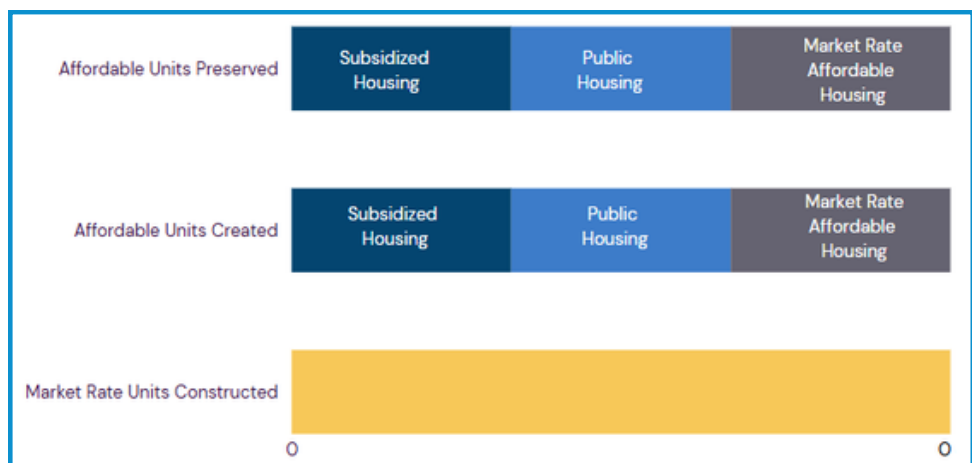 Affordable Units Preserved
Subsidized
Housing
Public
Housing
Market Rate
Affordable
Housing
Affordable Units Created
Subsidized
Housing
Public
Housing
Market Rate
Affordable
Housing
Market Rate Units Constructed
0
0